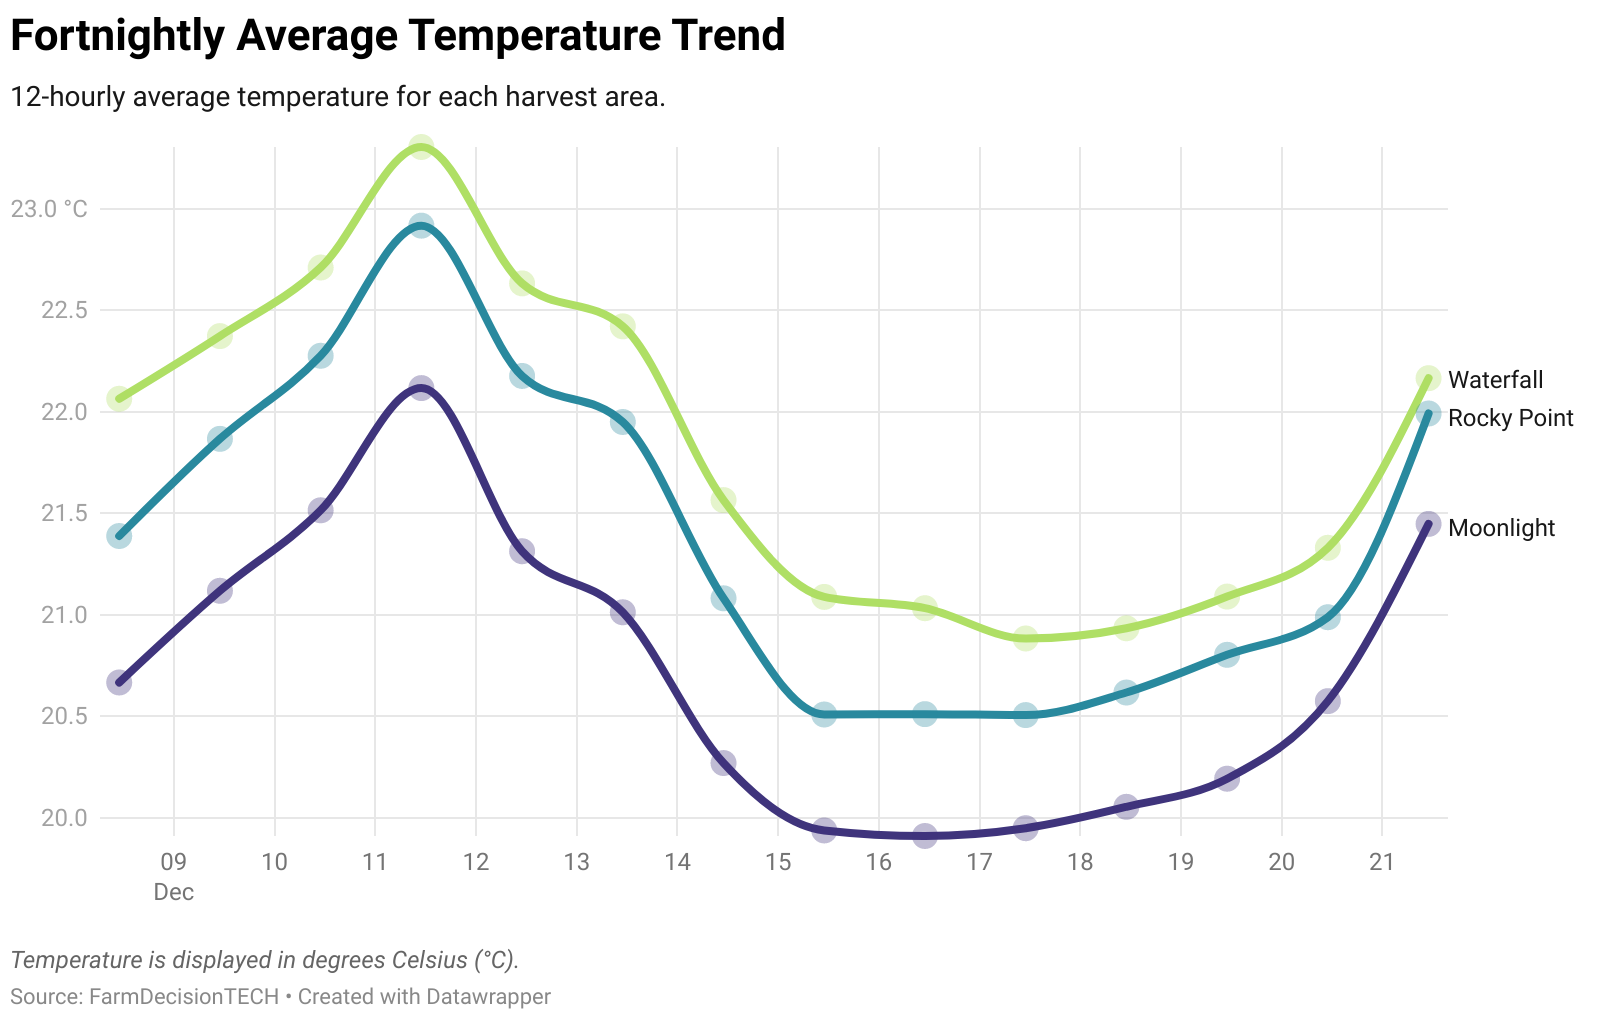 Fortnightly Average Temperature Trend
12-hourly average temperature for each harvest area.
23.0 °C
22.5
22.0
21.5
21.0
20.5
20.0
Waterfall
Rocky Point
Moonlight
09 10 11 12 13 14 15 16 17 18 19 20 21
Dec
Temperature is displayed in degrees Celsius (°C).
Source: FarmDecisionTECH • Created with Datawrapper